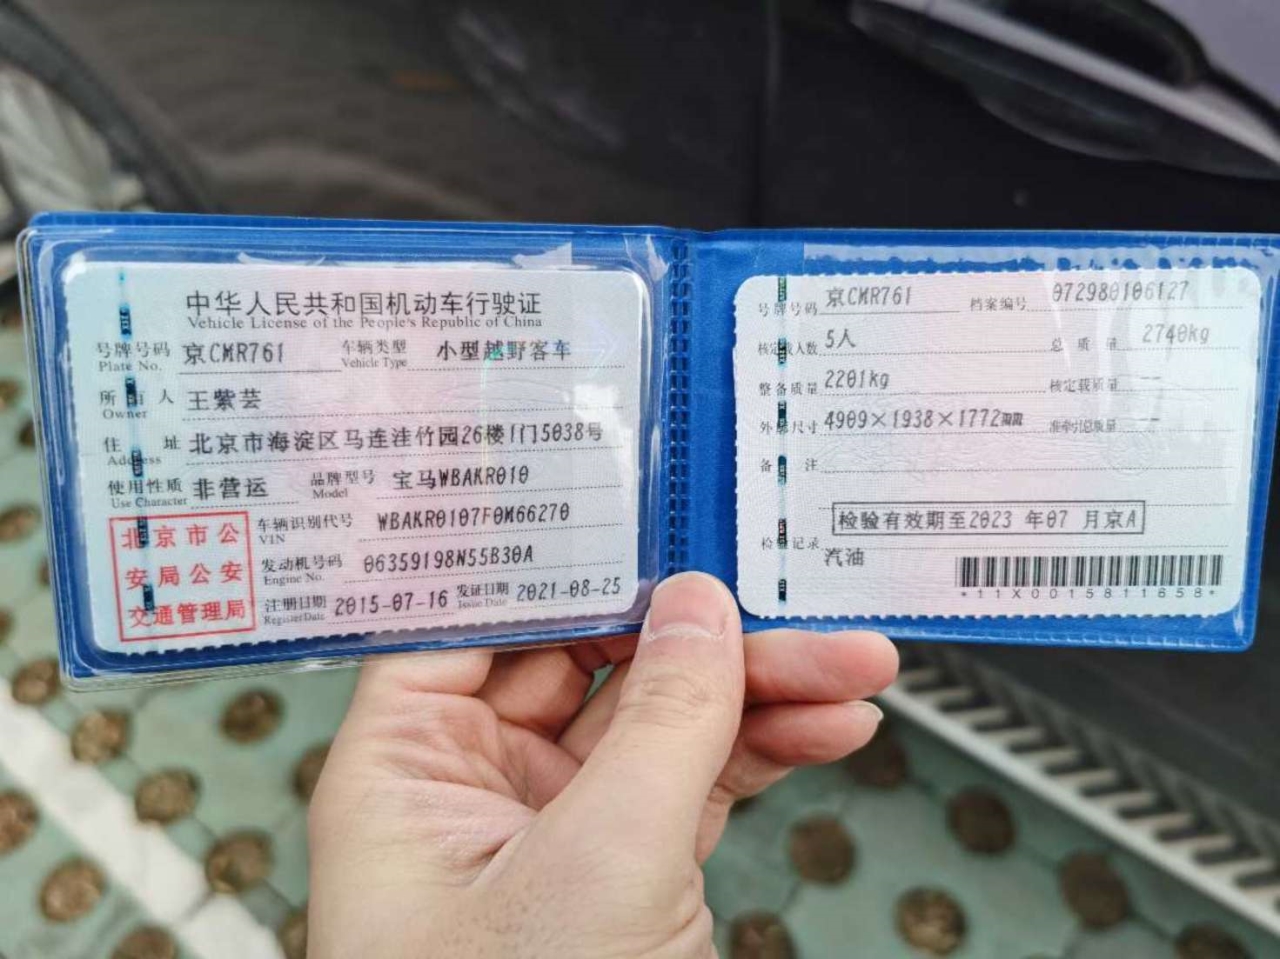 中华人民共和国机动车行驶证
Vehicle License of the People's Republic of China
号牌号码 京CMR761 车辆类型 小型越野客车
Plate No. Vehicle Type
所有人 王紫芸
Owner
住址 北京市海淀区马连洼竹园26楼1门5038号
Address
使用性质 非营运 品牌型号 宝马WBAKR010
Use Character Model
北京市公
安局公安
交通管理局
车辆识别代号 WBAKR0107F0M66270
VIN
发动机号码 06359198N55B30A
Engine No.
注册日期 2015-07-16 发证日期 2021-08-25
Register Date Issue Date
号牌号码 京CMR761 档案编号 072980106127
核定载人数 5人 总质量 2740kg
整备质量 2201kg 核定载质量 —
外廓尺寸 4909×1938×1772mm 准牵引总质量 —
备注
检验有效期至2023 年07 月京A
检验记录
汽油
*11X0015811658*